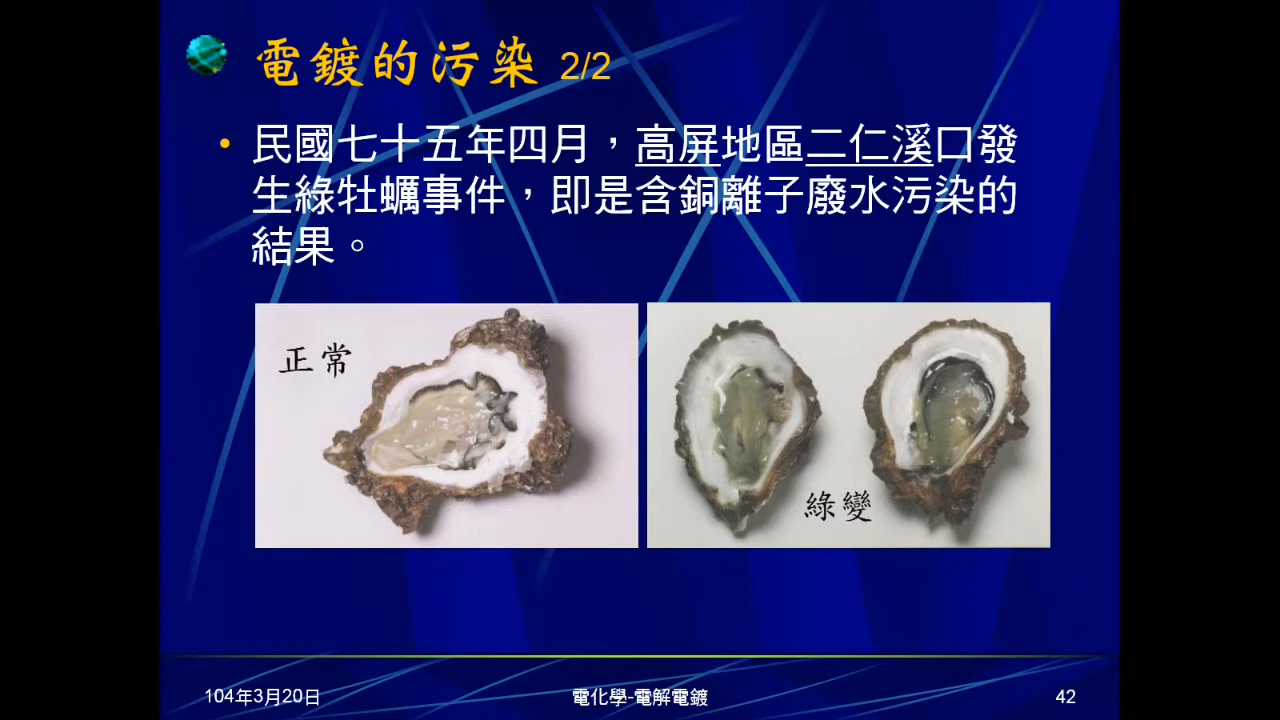 電鍍的污染 2/2
• 民國七十五年四月，高屏地區二仁溪口發
生綠牡蠣事件，即是含銅離子廢水污染的
結果。
正常
綠變
104年3月20日
電化學-電解電鍍
42